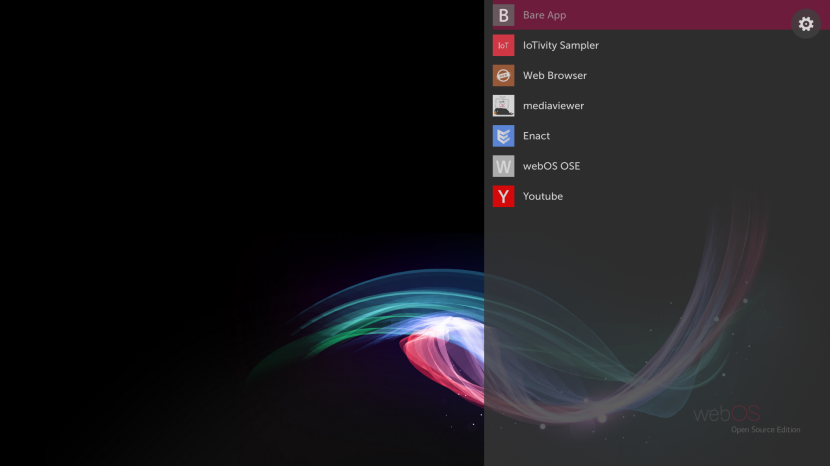 B Bare App
IoT IoTivity Sampler
Web Browser
mediaviewer
Enact
W webOS OSE
Y Youtube
webOS
Open Source Edition